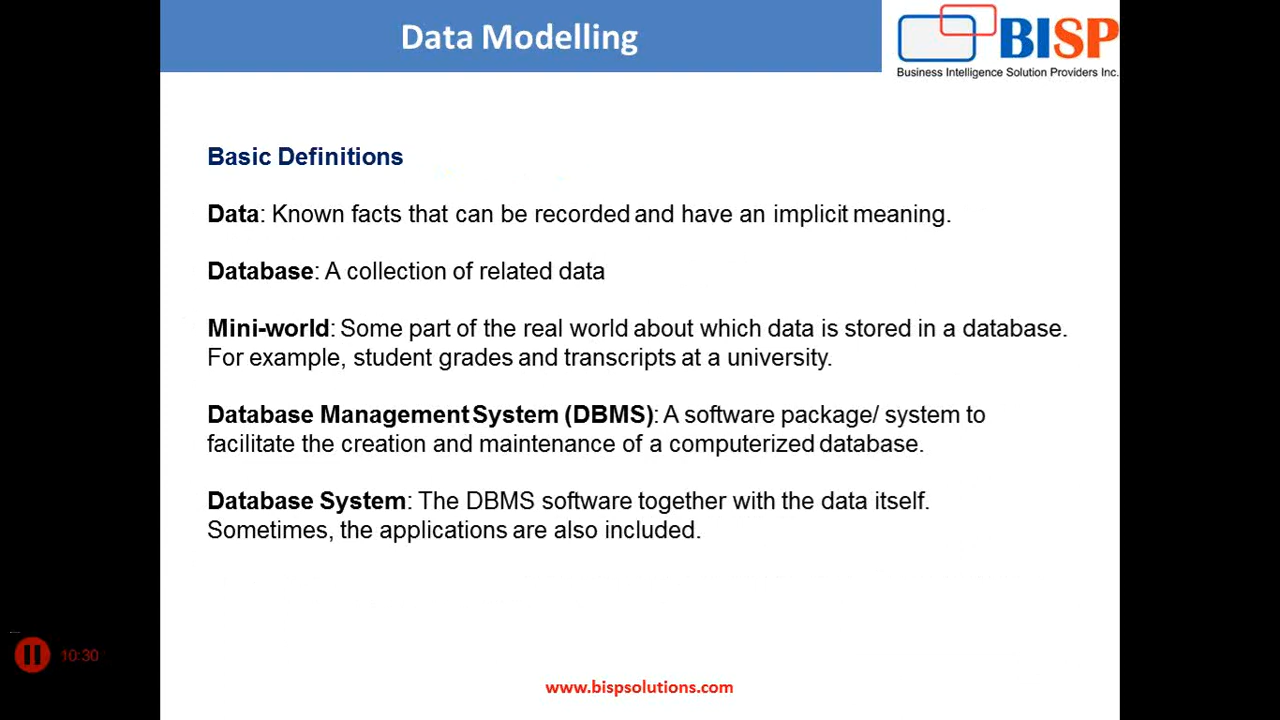 Data Modelling
BISP
Business Intelligence Solution Providers Inc.
Basic Definitions
Data: Known facts that can be recorded and have an implicit meaning.
Database: A collection of related data
Mini-world: Some part of the real world about which data is stored in a database.
For example, student grades and transcripts at a university.
Database Management System (DBMS): A software package/ system to
facilitate the creation and maintenance of a computerized database.
Database System: The DBMS software together with the data itself.
Sometimes, the applications are also included.
10:30
www.bispsolutions.com